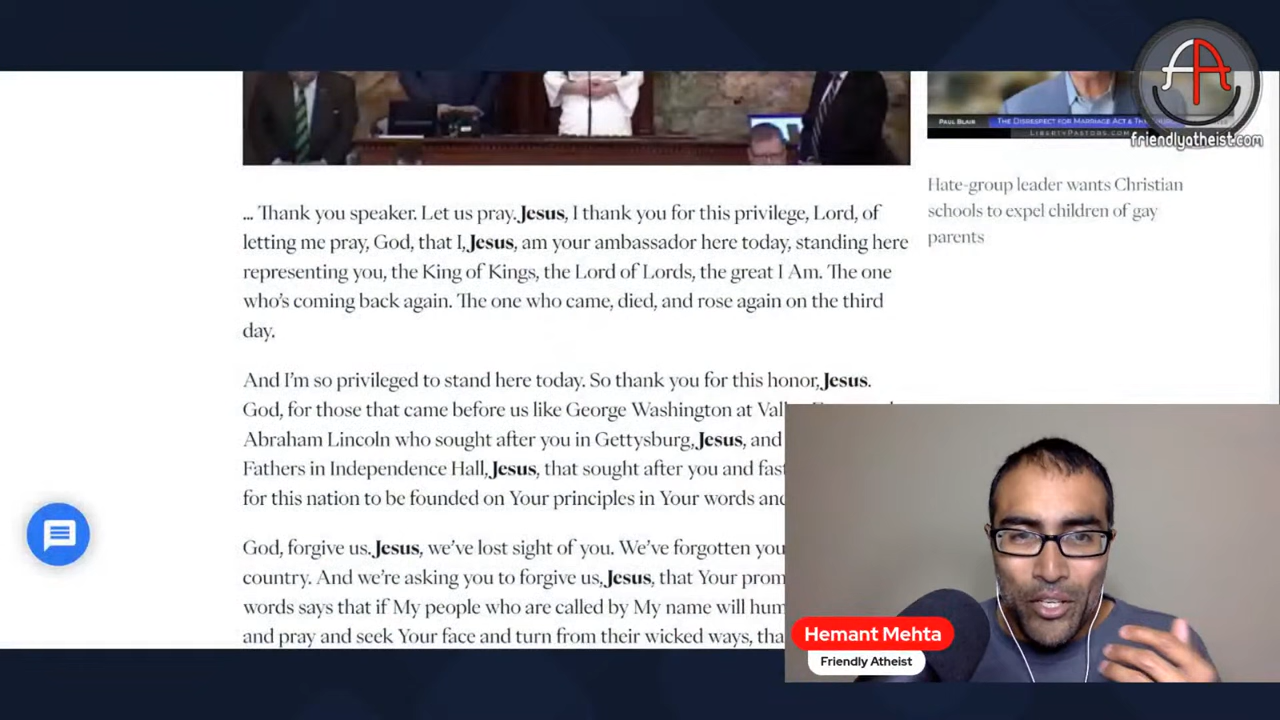 friendlyatheist.com
PAUL BLAIR
THE DISRESPECT FOR MARRIAGE ACT & TH
LIBERTYPASTORS.COM
Hate-group leader wants Christian
schools to expel children of gay
parents
... Thank you speaker. Let us pray. Jesus, I thank you for this privilege, Lord, of
letting me pray, God, that I, Jesus, am your ambassador here today, standing here
representing you, the King of Kings, the Lord of Lords, the great I Am. The one
who's coming back again. The one who came, died, and rose again on the third
day.
And I'm so privileged to stand here today. So thank you for this honor, Jesus.
God, for those that came before us like George Washington at
Abraham Lincoln who sought after you in Gettysburg, Jesus, and
Fathers in Independence Hall, Jesus, that sought after you and
for this nation to be founded on Your principles in Your words
God, forgive us. Jesus, we've lost sight of you. We've forgotten you
country. And we're asking you to forgive us, Jesus, that Your
words says that if My people who are called by My name will
and pray and seek Your face and turn from their wicked ways,
Hemant Mehta
Friendly Atheist